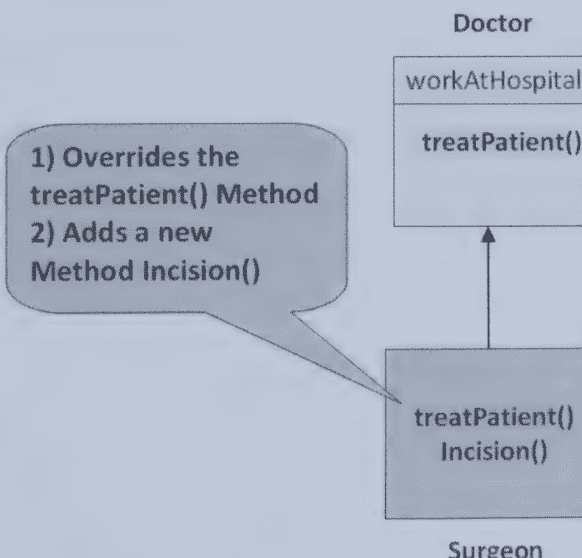 Doctor
workAtHospital
treatPatient()
1) Overrides the
treatPatient() Method
2) Adds a new
Method Incision()
treatPatient()
Incision()
Surgeon